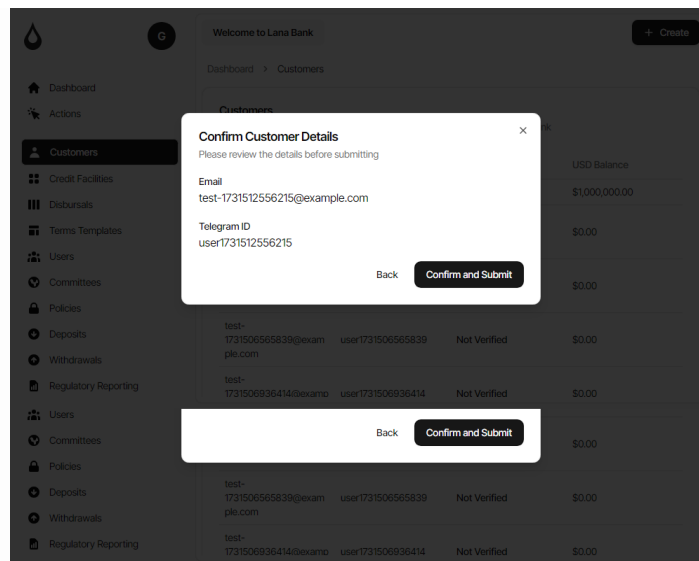 G
Welcome to Lana Bank
+ Create
Dashboard > Customers
Dashboard
Actions
Customers
Customers
nk
Confirm Customer Details
×
Please review the details before submitting
Credit Facilities
USD Balance
Email
test-1731512556215@example.com
$1,000,000.00
Disbursals
Telegram ID
user1731512556215
Terms Templates
$0.00
Users
Back
Confirm and Submit
Committees
$0.00
Policies
Deposits
test-
1731506565839@exam user1731506565839 Not Verified $0.00
ple.com
Withdrawals
Regulatory Reporting
test-
1731506936414@examp user1731506936414 Not Verified $0.00
Users
Back
Confirm and Submit
Committees
$0.00
Policies
Deposits
test-
1731506565839@exam user1731506565839 Not Verified $0.00
ple.com
Withdrawals
Regulatory Reporting
test-
1731506936414@examp user1731506936414 Not Verified $0.00